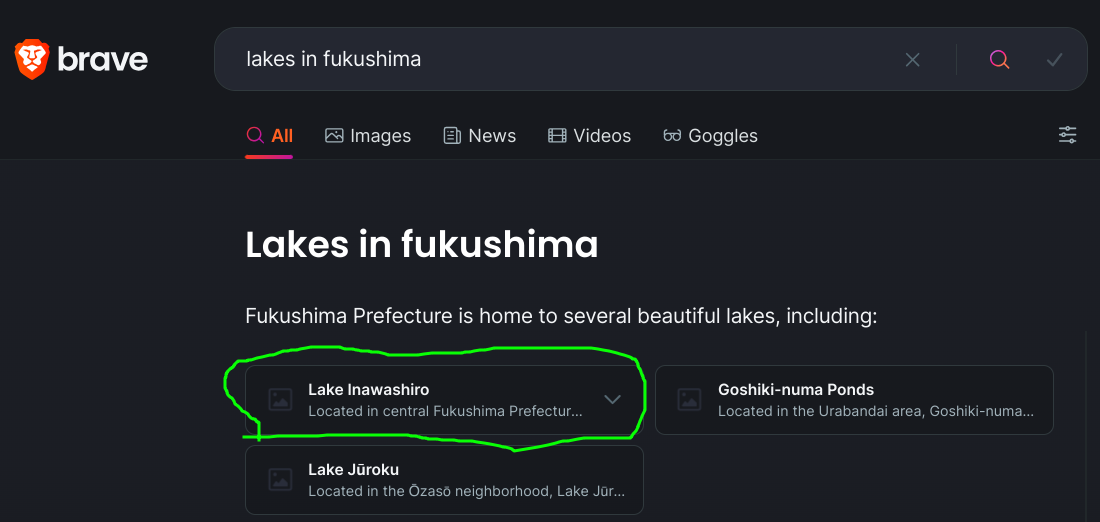 brave
lakes in fukushima
All Images News Videos Goggles
Lakes in fukushima
Fukushima Prefecture is home to several beautiful lakes, including:
Lake Inawashiro
Located in central Fukushima Prefectur...
Goshiki-numa Ponds
Located in the Urabandai area, Goshiki-numa...
Lake Jūroku
Located in the Ōzasō neighborhood, Lake Jūr...